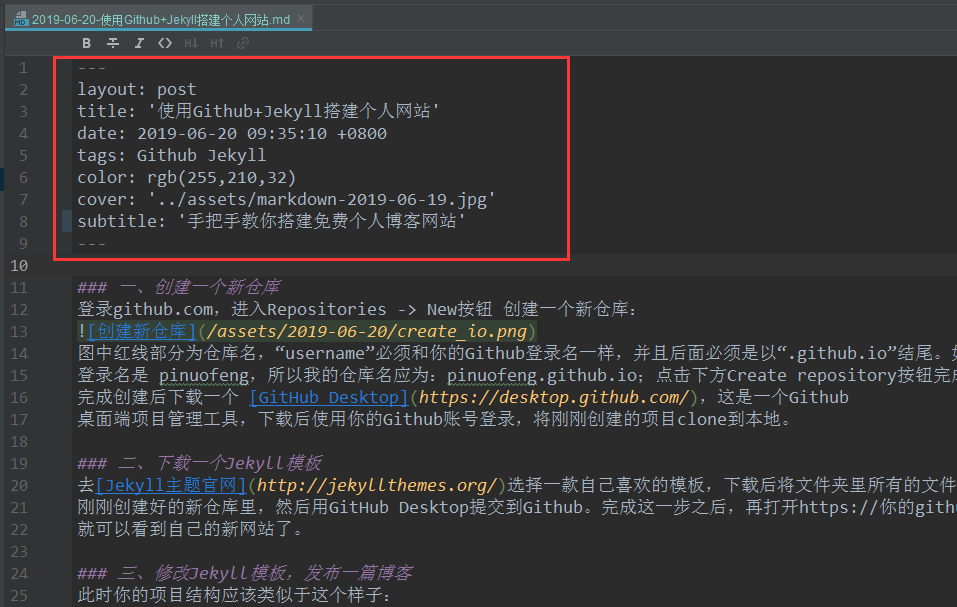 2019-06-20-使用Github+Jekyll搭建个人网站.md
B I <> H↓ H↑
1 ---
2 layout: post
3 title: '使用Github+Jekyll搭建个人网站'
4 date: 2019-06-20 09:35:10 +0800
5 tags: Github Jekyll
6 color: rgb(255,210,32)
7 cover: '../assets/markdown-2019-06-19.jpg'
8 subtitle: '手把手教你搭建免费个人博客网站'
9 ---
10
11 ### 一、创建一个新仓库
12 登录github.com，进入Repositories -> New按钮 创建一个新仓库：
13 ![创建新仓库](/assets/2019-06-20/create_io.png)
14 图中红线部分为仓库名，“username”必须和你的Github登录名一样，并且后面必须是以“.github.io”结尾。
15 登录名是 pinuofeng，所以我的仓库名应为：pinuofeng.github.io；点击下方Create repository按钮完
16 完成创建后下载一个 [GitHub Desktop](https://desktop.github.com/)，这是一个Github
17 桌面端项目管理工具，下载后使用你的Github账号登录，将刚刚创建的项目clone到本地。
18
19 ### 二、下载一个Jekyll模板
20 去[Jekyll主题官网](http://jekyllthemes.org/)选择一款自己喜欢的模板，下载后将文件夹里所有的文件
21 刚刚创建好的新仓库里，然后用GitHub Desktop提交到Github。完成这一步之后，再打开https://你的gith
22 就可以看到自己的新网站了。
23
24 ### 三、修改Jekyll模板，发布一篇博客
25 此时你的项目结构应该类似于这个样子：